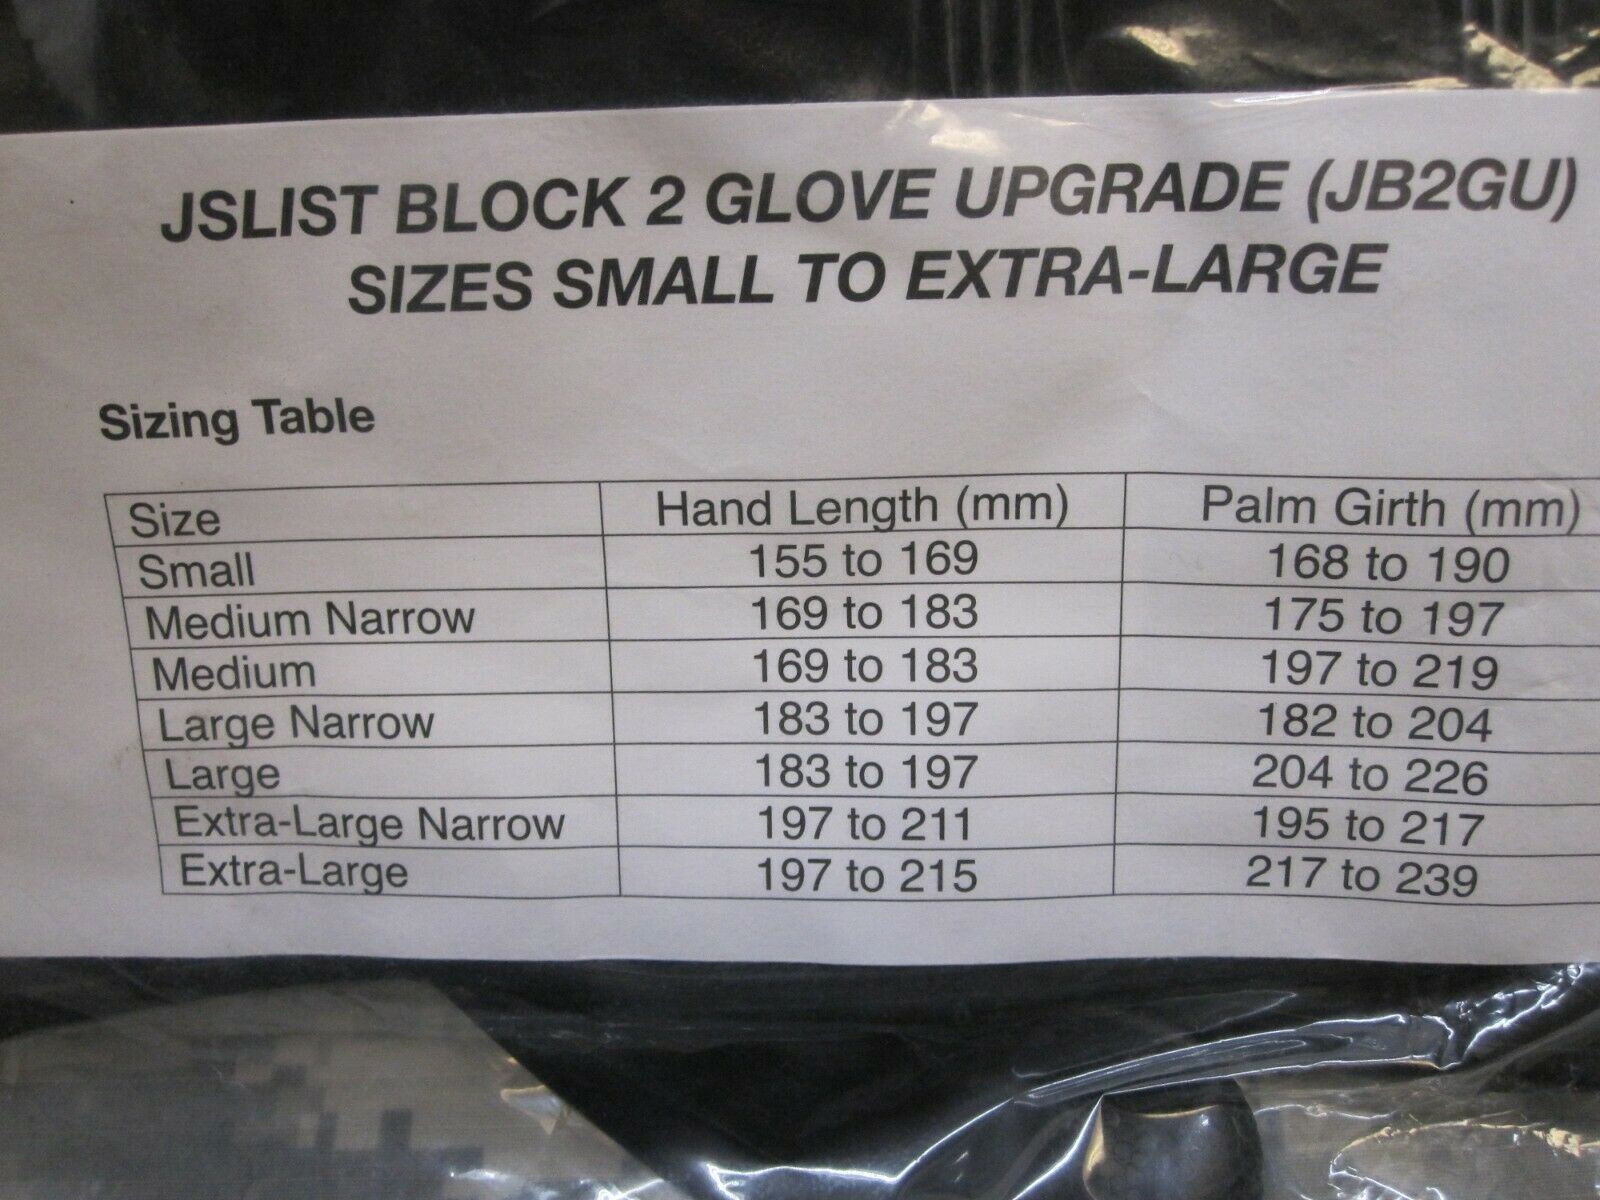 JSLIST BLOCK 2 GLOVE UPGRADE (JB2GU)
SIZES SMALL TO EXTRA-LARGE
Sizing Table
Size Hand Length (mm) Palm Girth (mm)
Small 155 to 169 168 to 190
Medium Narrow 169 to 183 175 to 197
Medium 169 to 183 197 to 219
Large Narrow 183 to 197 182 to 204
Large 183 to 197 204 to 226
Extra-Large Narrow 197 to 211 195 to 217
Extra-Large 197 to 215 217 to 239